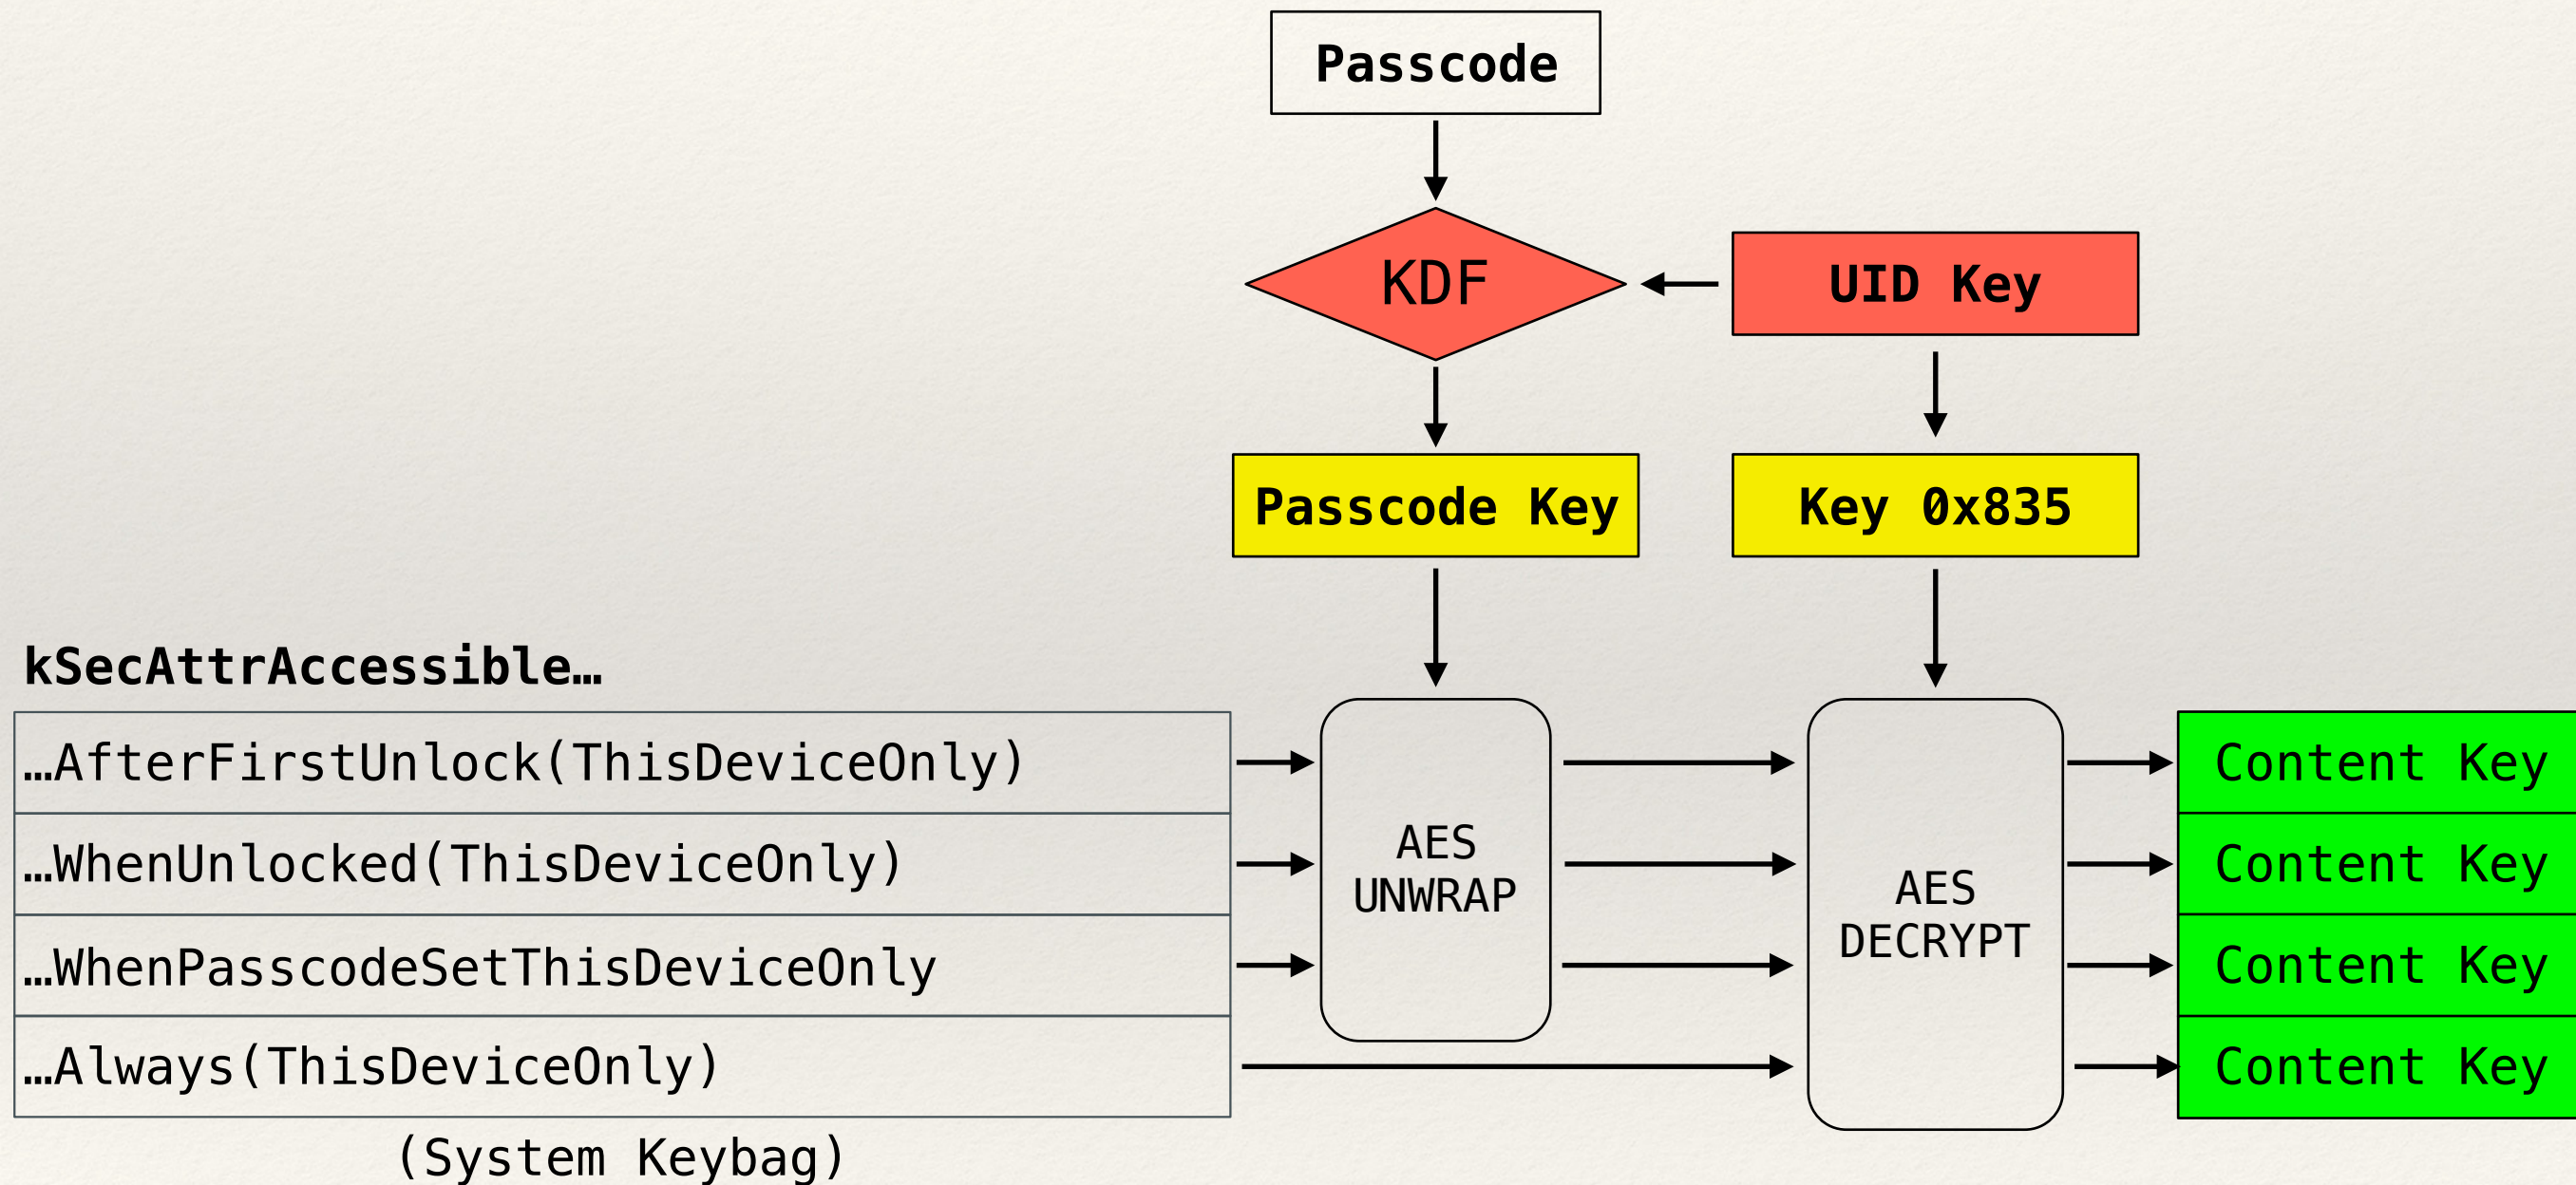 Passcode
KDF
UID Key
Passcode Key
Key 0x835
kSecAttrAccessible…
…AfterFirstUnlock(ThisDeviceOnly)
Content Key
…WhenUnlocked(ThisDeviceOnly)
Content Key
AES
UNWRAP
AES
DECRYPT
…WhenPasscodeSetThisDeviceOnly
Content Key
…Always(ThisDeviceOnly)
Content Key
(System Keybag)